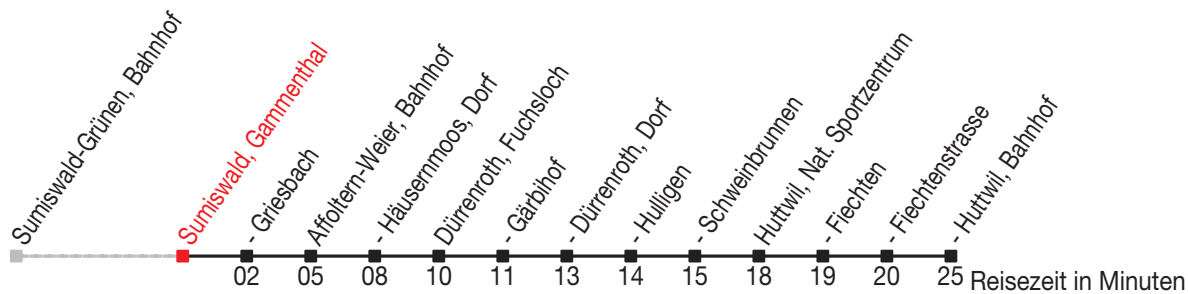 Sumiswald-Grünen, Bahnhof
Sumiswald, Gammenthal
- Griesbach
Affoltern-Weier, Bahnhof
- Häusernmoos, Dorf
Dürrenroth, Fuchsloch
- Gärbihof
- Dürrenroth, Dorf
- Hulligen
- Schweinbrunnen
Huttwil, Nat. Sportzentrum
- Fiechten
- Fiechtenstrasse
- Huttwil, Bahnhof
02 05 08 10 11 13 14 15 18 19 20 25 Reisezeit in Minuten